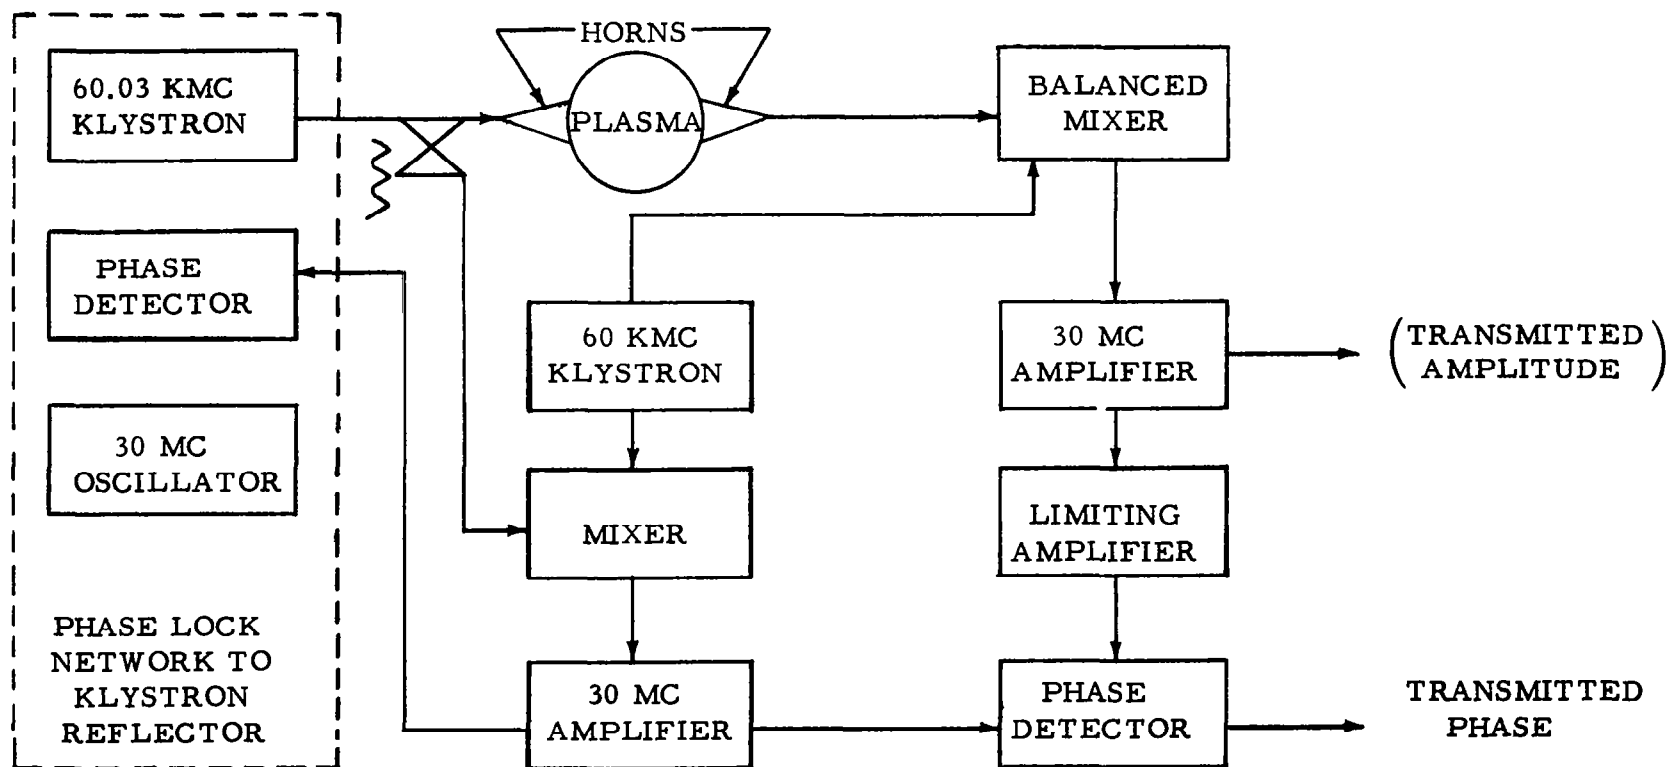 60.03 KMC
KLYSTRON
HORNS
PLASMA
BALANCED
MIXER
PHASE
DETECTOR
60 KMC
KLYSTRON
30 MC
AMPLIFIER
(TRANSMITTED
AMPLITUDE)
30 MC
OSCILLATOR
MIXER
LIMITING
AMPLIFIER
PHASE LOCK
NETWORK TO
KLYSTRON
REFLECTOR
30 MC
AMPLIFIER
PHASE
DETECTOR
TRANSMITTED
PHASE